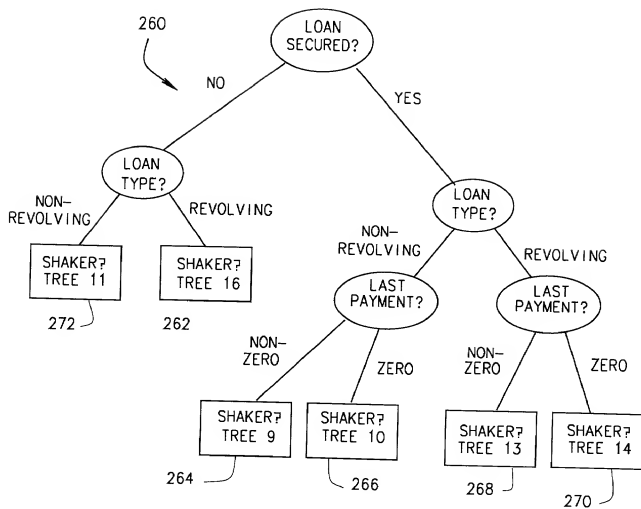 260
LOAN
SECURED?
NO
YES
LOAN
TYPE?
LOAN
TYPE?
NON-
REVOLVING
REVOLVING
NON-
REVOLVING
REVOLVING
SHAKER?
TREE 11
SHAKER?
TREE 16
LAST
PAYMENT?
LAST
PAYMENT?
272
262
NON-
ZERO
ZERO
NON-
ZERO
ZERO
SHAKER?
TREE 9
SHAKER?
TREE 10
SHAKER?
TREE 13
SHAKER?
TREE 14
264
266
268
270